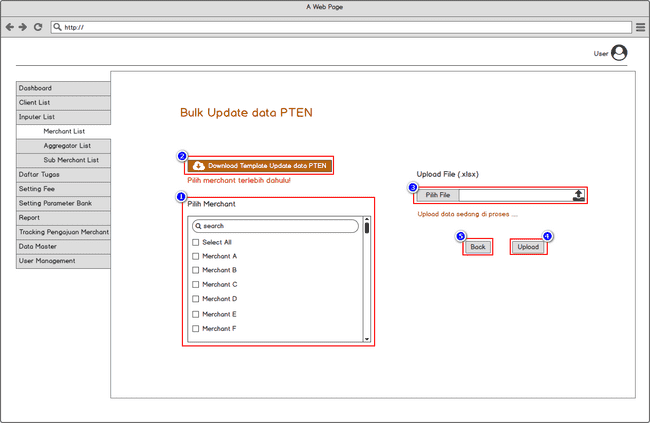 A Web Page
http://
User
Dashboard
Client List
Inputer List
Merchant List
Aggregator List
Sub Merchant List
Daftar Tugas
Setting Fee
Setting Parameter Bank
Report
Tracking Pengajuan Merchant
Data Master
User Management
Bulk Update data PTEN
2
Download Template Update data PTEN
Pilih merchant terlebih dahulu!
1
Pilih Merchant
search
Select All
Merchant A
Merchant B
Merchant C
Merchant D
Merchant E
Merchant F
Upload File (.xlsx)
3
Pilih File
Upload data sedang di proses ....
5
Back
4
Upload